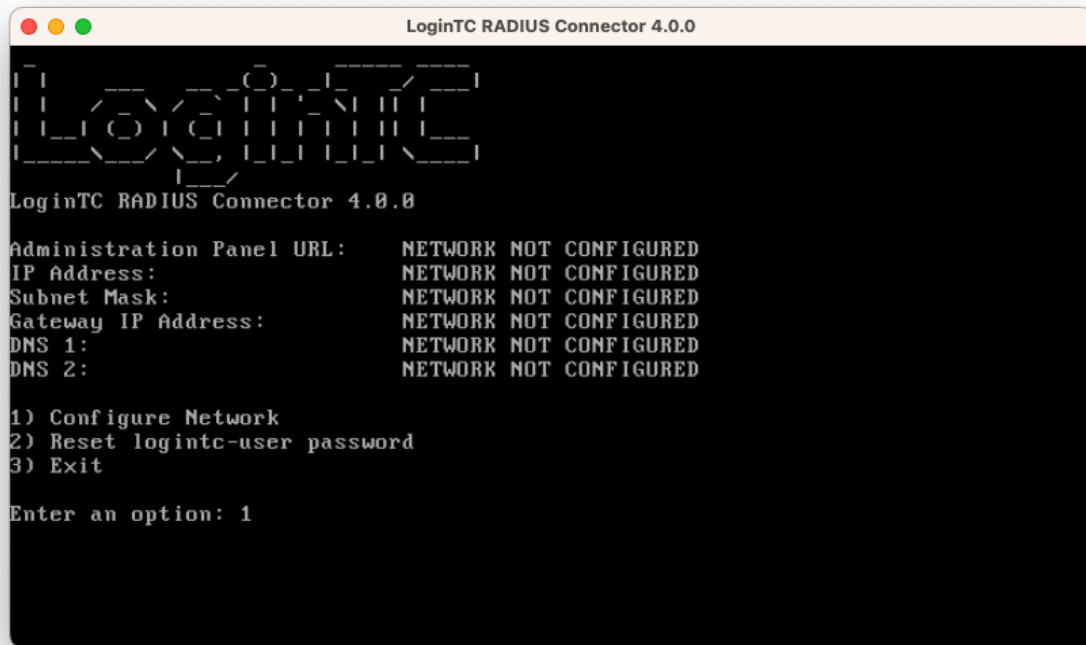 LoginTC RADIUS Connector 4.0.0
LoginTC
LoginTC RADIUS Connector 4.0.0
Administration Panel URL: NETWORK NOT CONFIGURED
IP Address: NETWORK NOT CONFIGURED
Subnet Mask: NETWORK NOT CONFIGURED
Gateway IP Address: NETWORK NOT CONFIGURED
DNS 1: NETWORK NOT CONFIGURED
DNS 2: NETWORK NOT CONFIGURED
1) Configure Network
2) Reset logintc-user password
3) Exit
Enter an option: 1